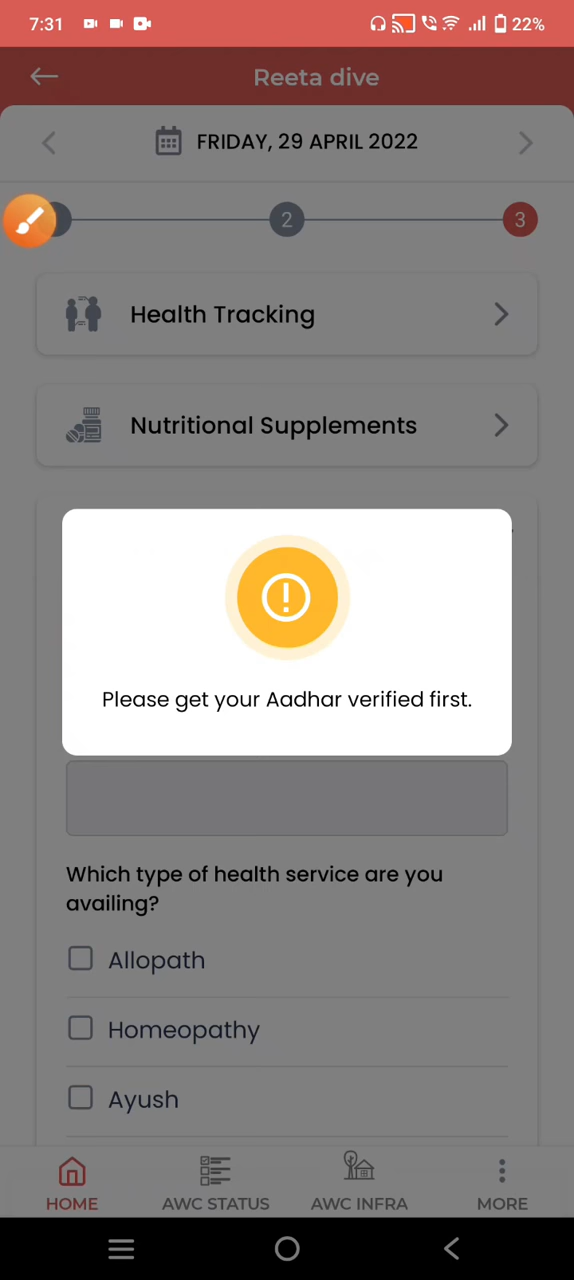 7:31
22%
Reeta dive
FRIDAY, 29 APRIL 2022
2
3
Health Tracking
Nutritional Supplements
Please get your Aadhar verified first.
Which type of health service are you
availing?
Allopath
Homeopathy
Ayush
HOME
AWC STATUS
AWC INFRA
MORE